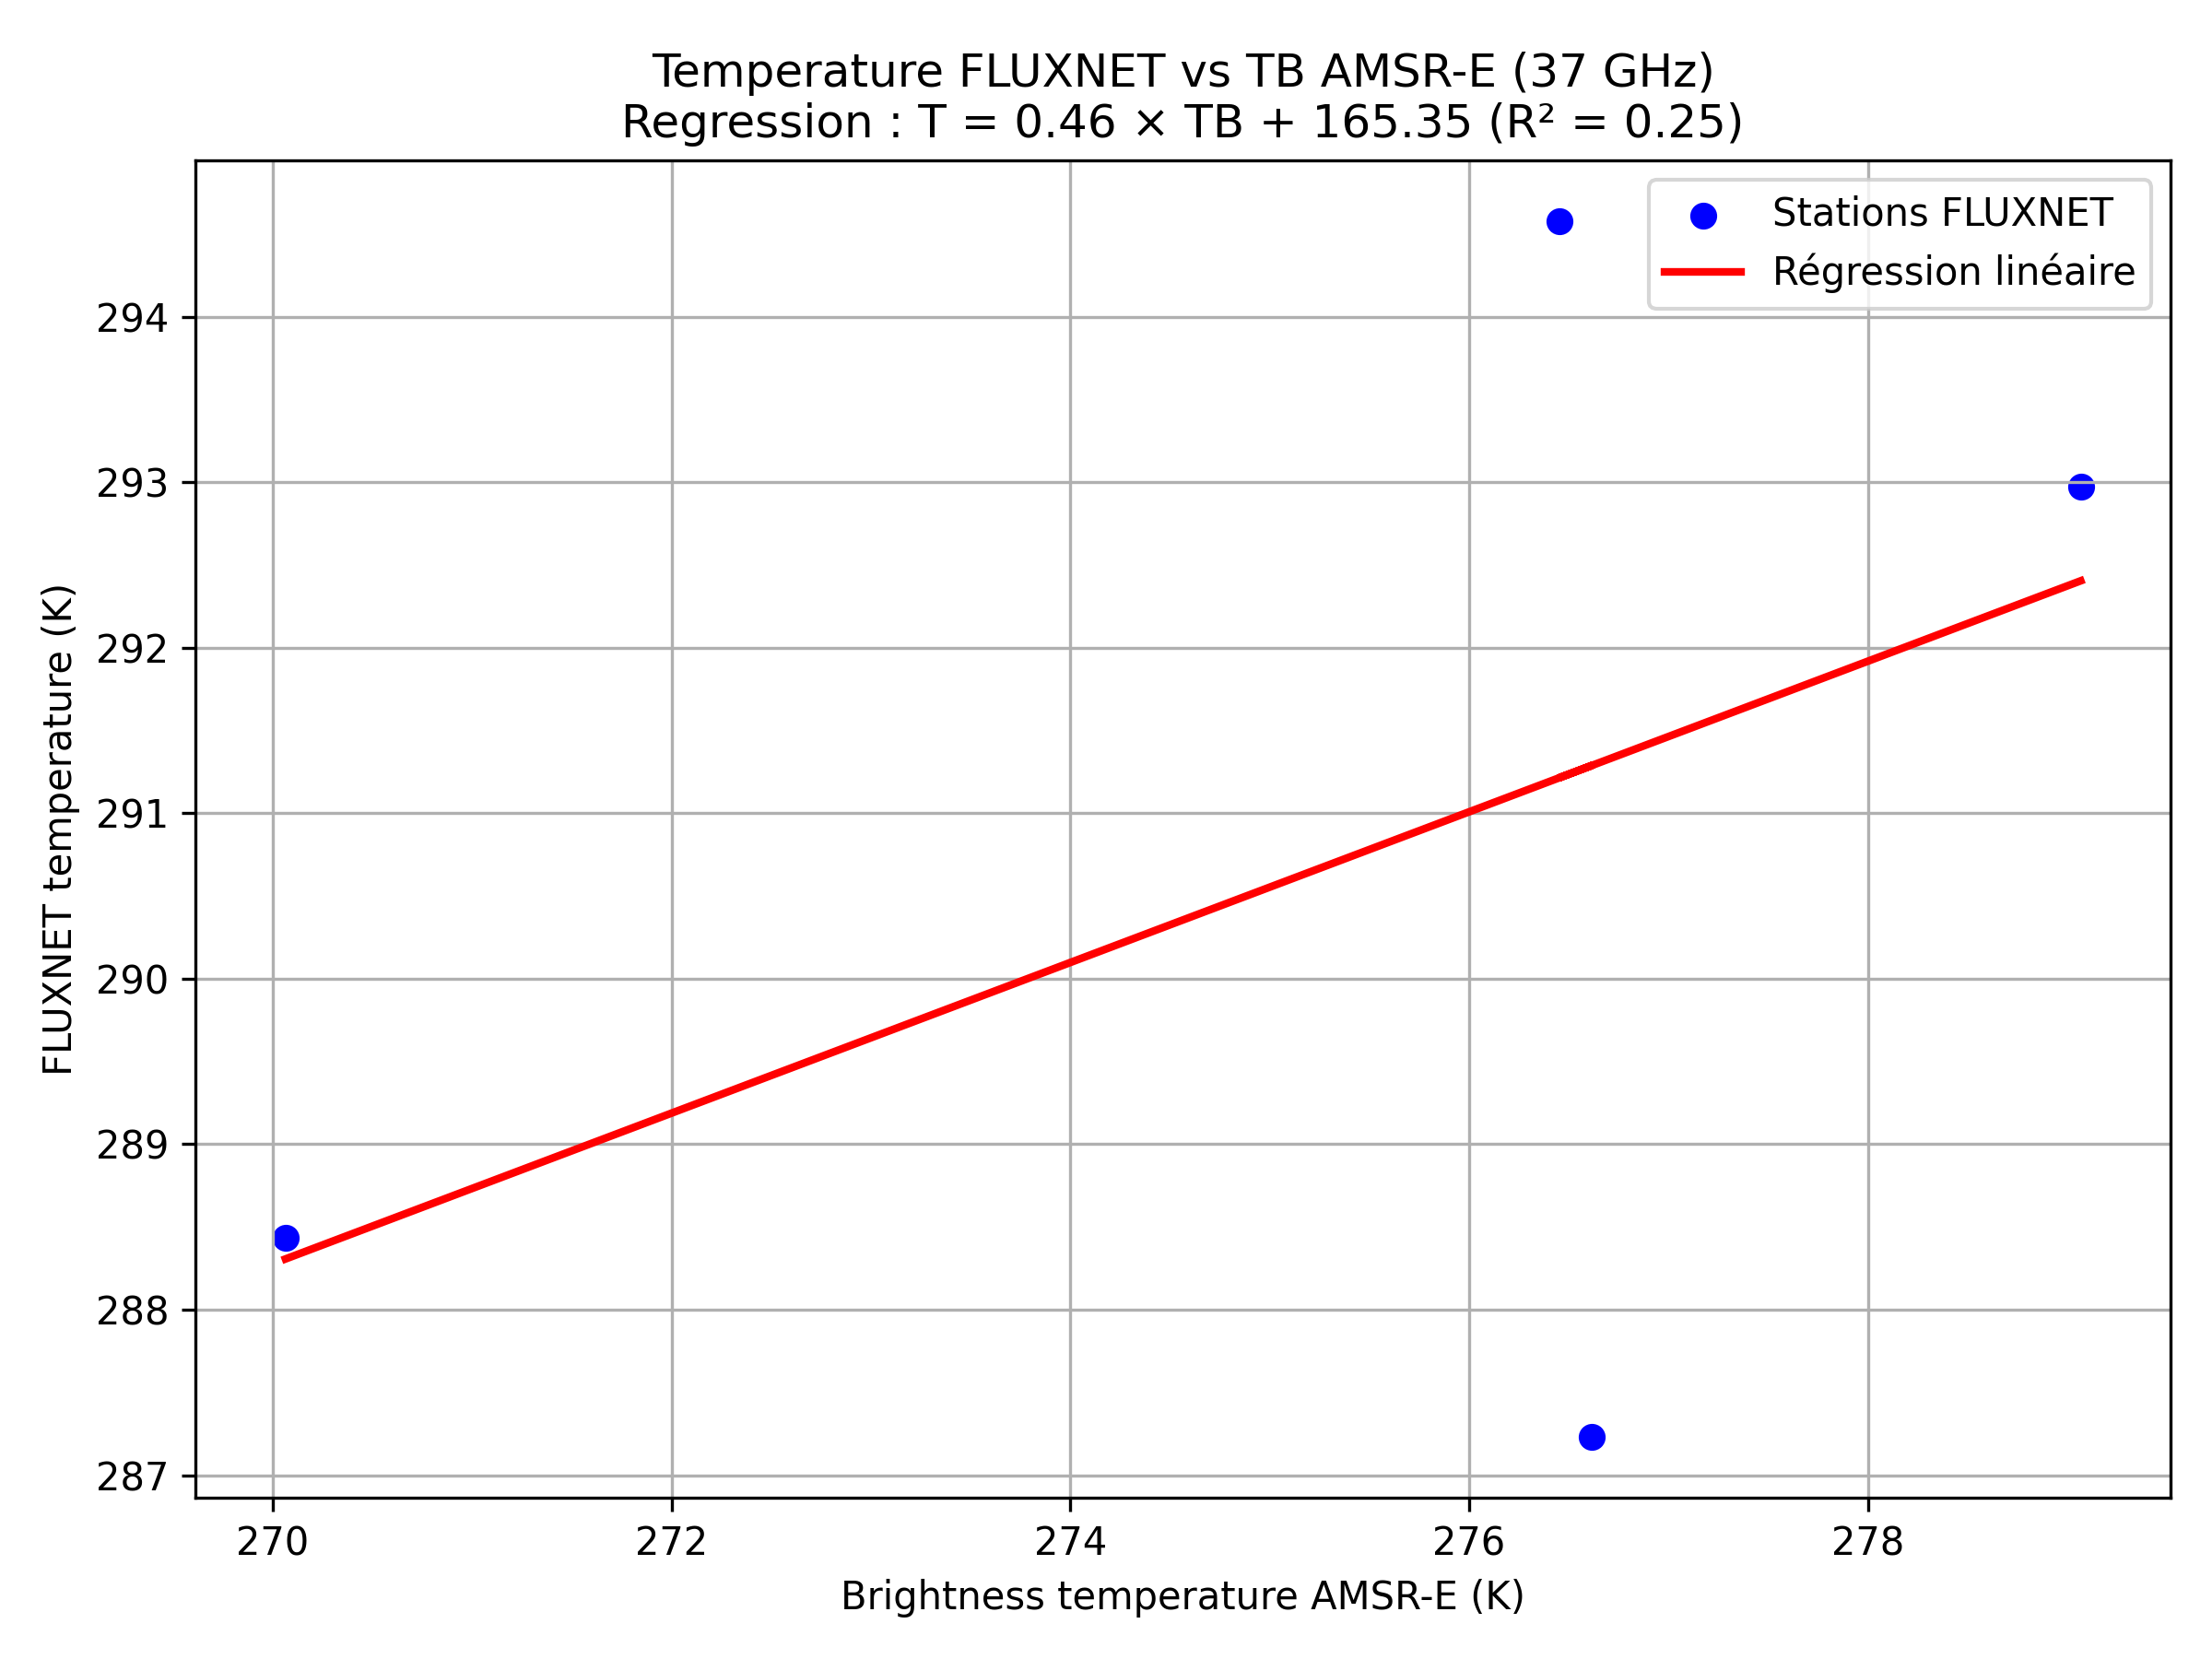 Temperature FLUXNET vs TB AMSR-E (37 GHz)
Regression : T = 0.46 × TB + 165.35 (R² = 0.25)
Stations FLUXNET
Régression linéaire
FLUXNET temperature (K)
294
293
292
291
290
289
288
287
270 272 274 276 278
Brightness temperature AMSR-E (K)